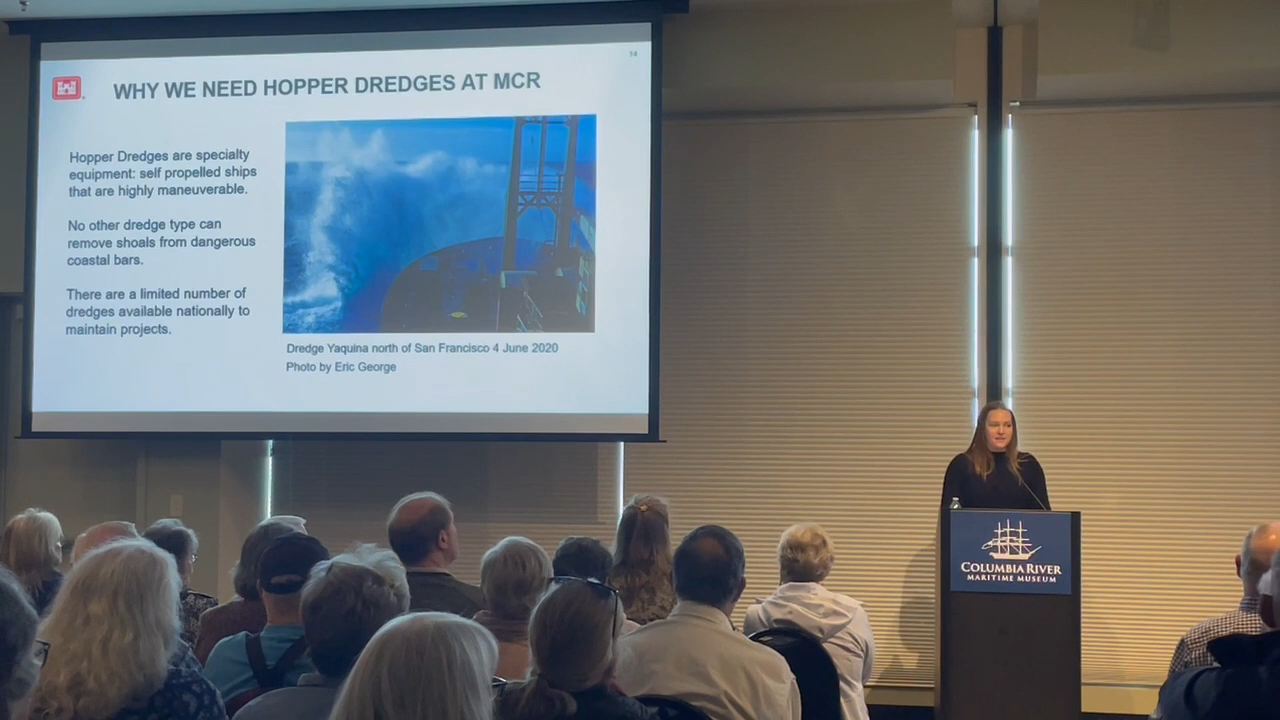 14
WHY WE NEED HOPPER DREDGES AT MCR
Hopper Dredges are specialty
equipment: self propelled ships
that are highly maneuverable.
No other dredge type can
remove shoals from dangerous
coastal bars.
There are a limited number of
dredges available nationally to
maintain projects.
Dredge Yaquina north of San Francisco 4 June 2020
Photo by Eric George
COLUMBIA RIVER
MARITIME MUSEUM